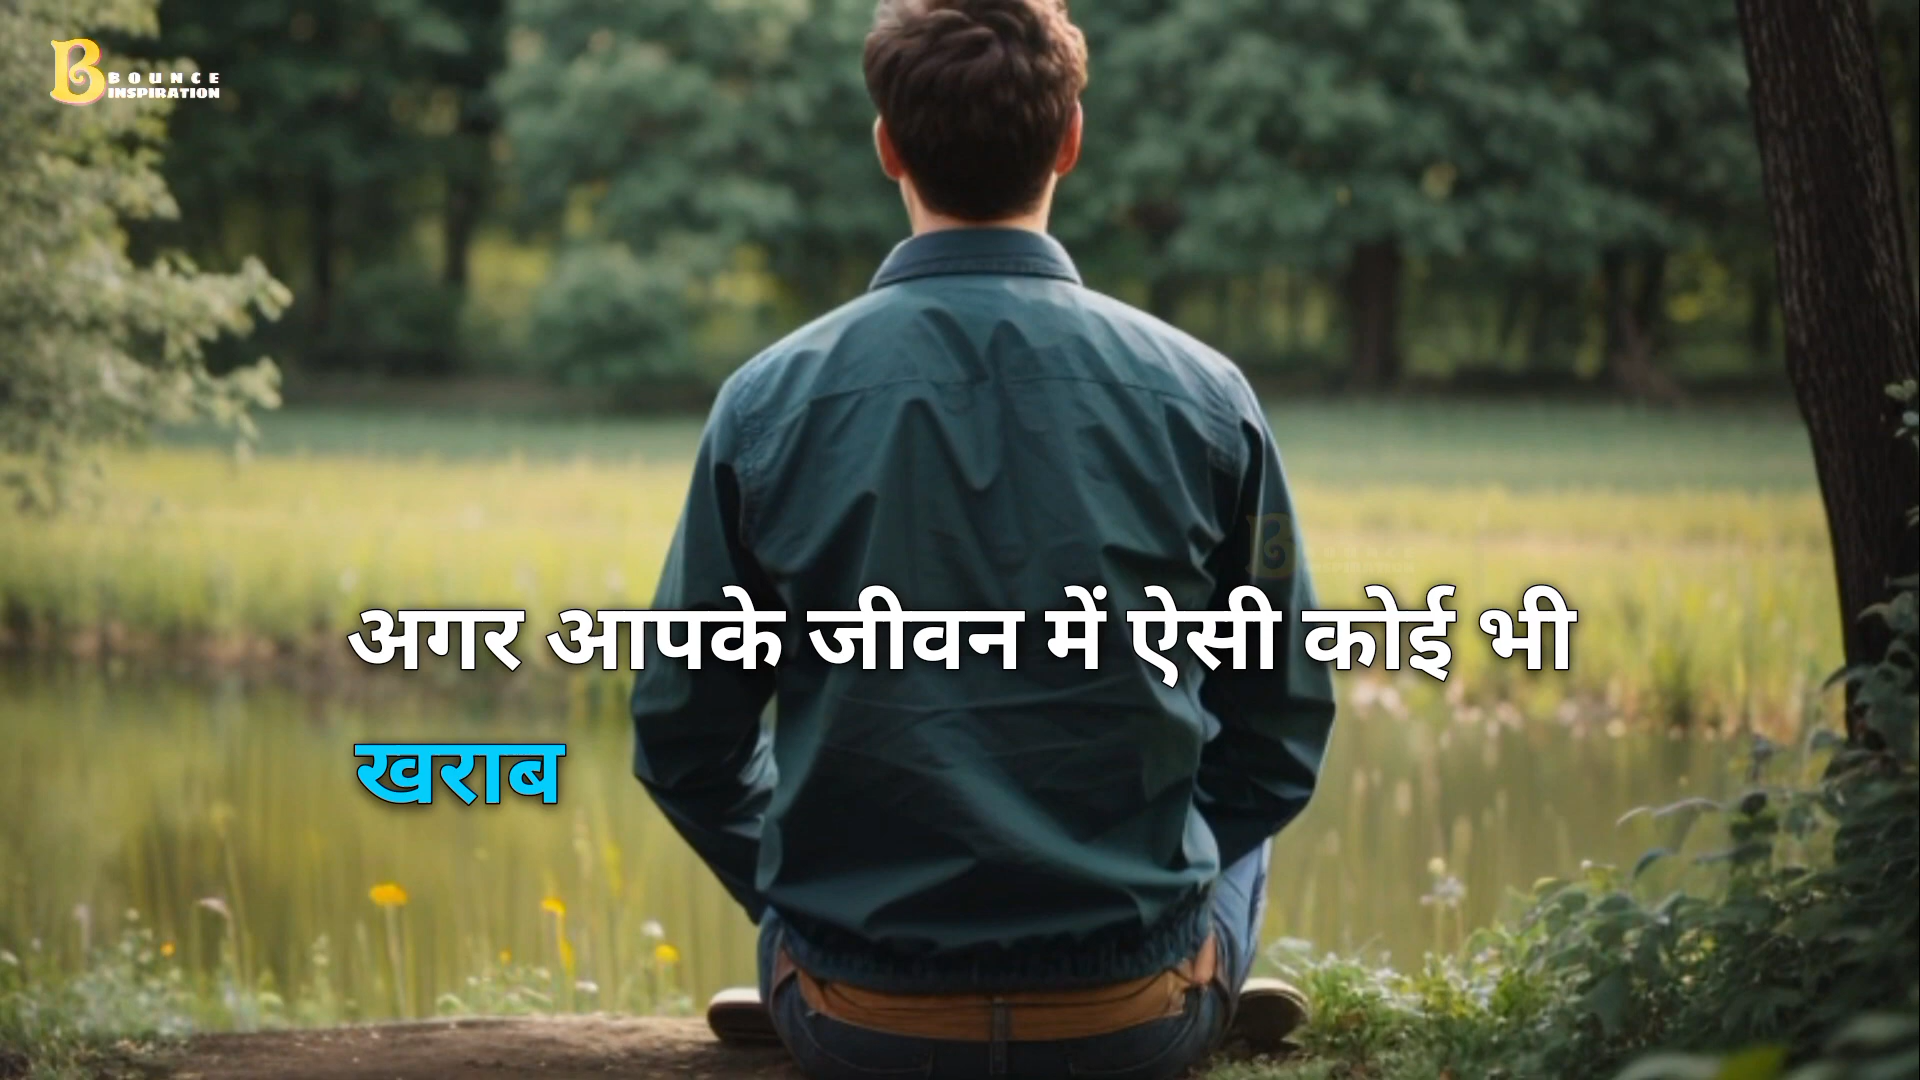 B BOUNCE
INSPIRATION
अगर आपके जीवन में ऐसी कोई भी
खराब